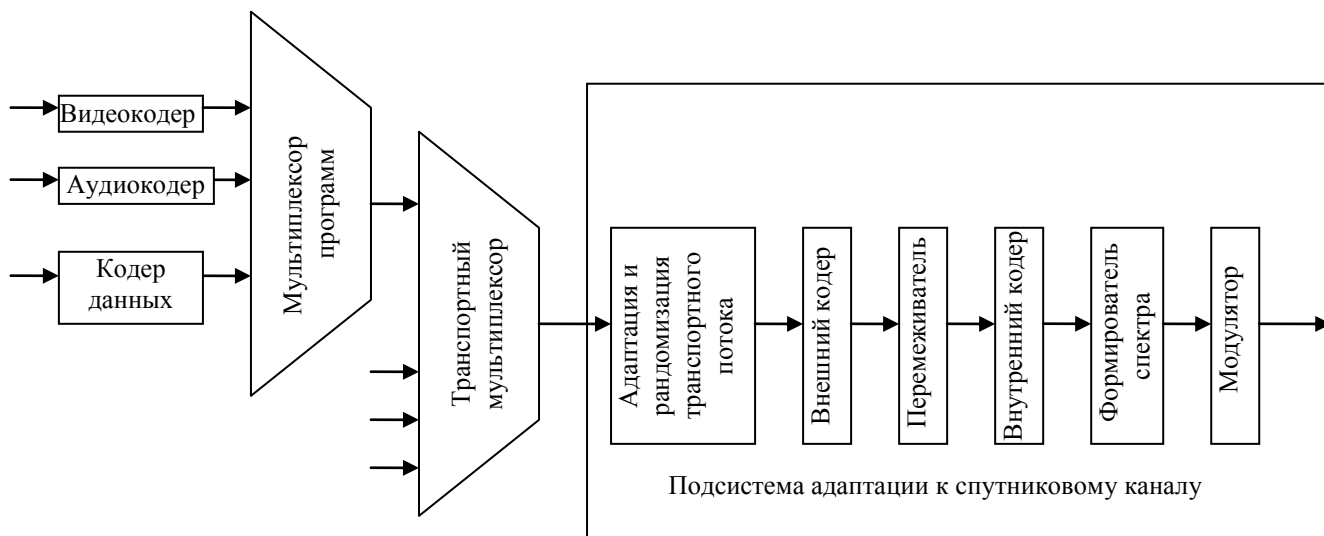 Видеокодер
Аудиокодер
Кодер
данных
Мультиплексор
программ
Транспортный
мультиплексор
Адаптация и
рандомизация
транспортного
потока
Внешний кодер
Перемеживатель
Внутренний кодер
Формирователь
спектра
Модулятор
Подсистема адаптации к спутниковому каналу